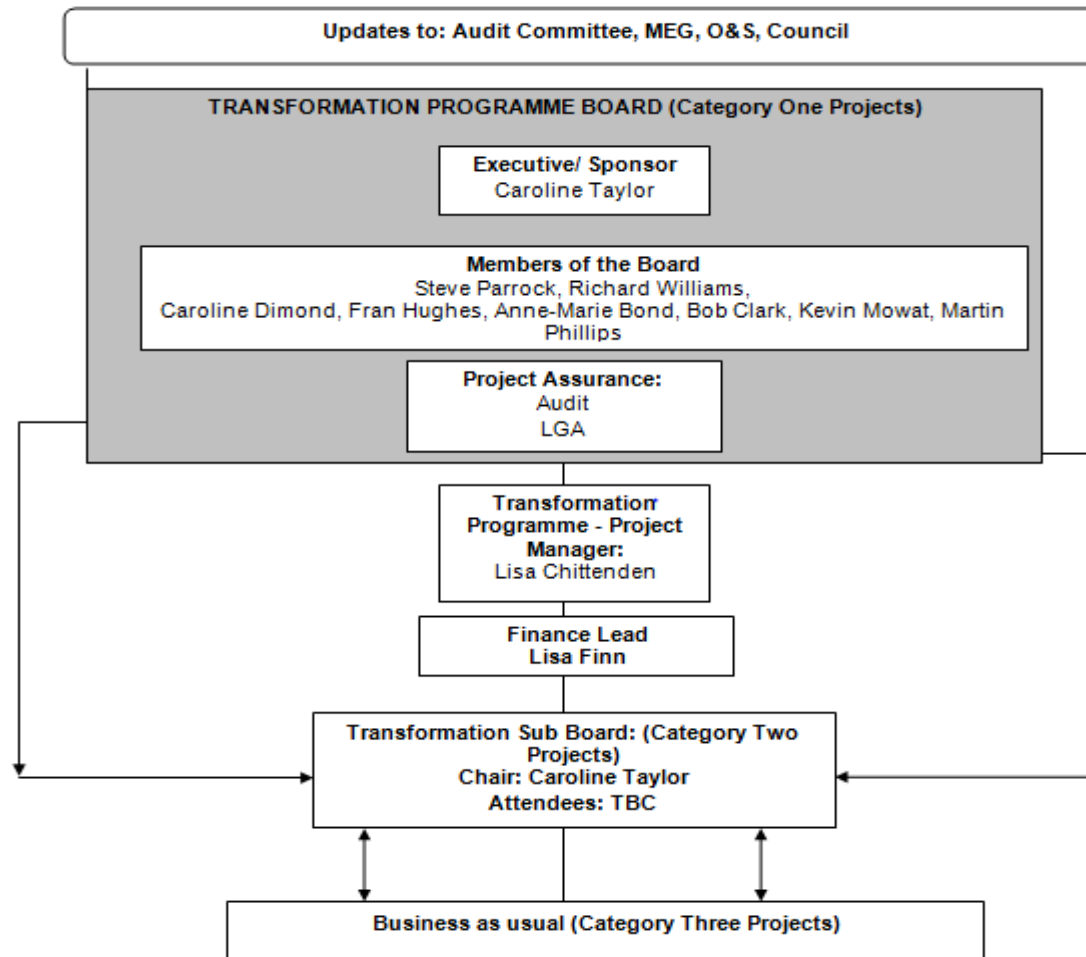 Updates to: Audit Committee, MEG, O&S, Council
TRANSFORMATION PROGRAMME BOARD (Category One Projects)
Executive/ Sponsor
Caroline Taylor
Members of the Board
Steve Parrock, Richard Williams,
Caroline Dimond, Fran Hughes, Anne-Marie Bond, Bob Clark, Kevin Mowat, Martin
Phillips
Project Assurance:
Audit
LGA
Transformation
Programme - Project
Manager:
Lisa Chittenden
Finance Lead
Lisa Finn
Transformation Sub Board: (Category Two
Projects)
Chair: Caroline Taylor
Attendees: TBC
Business as usual (Category Three Projects)